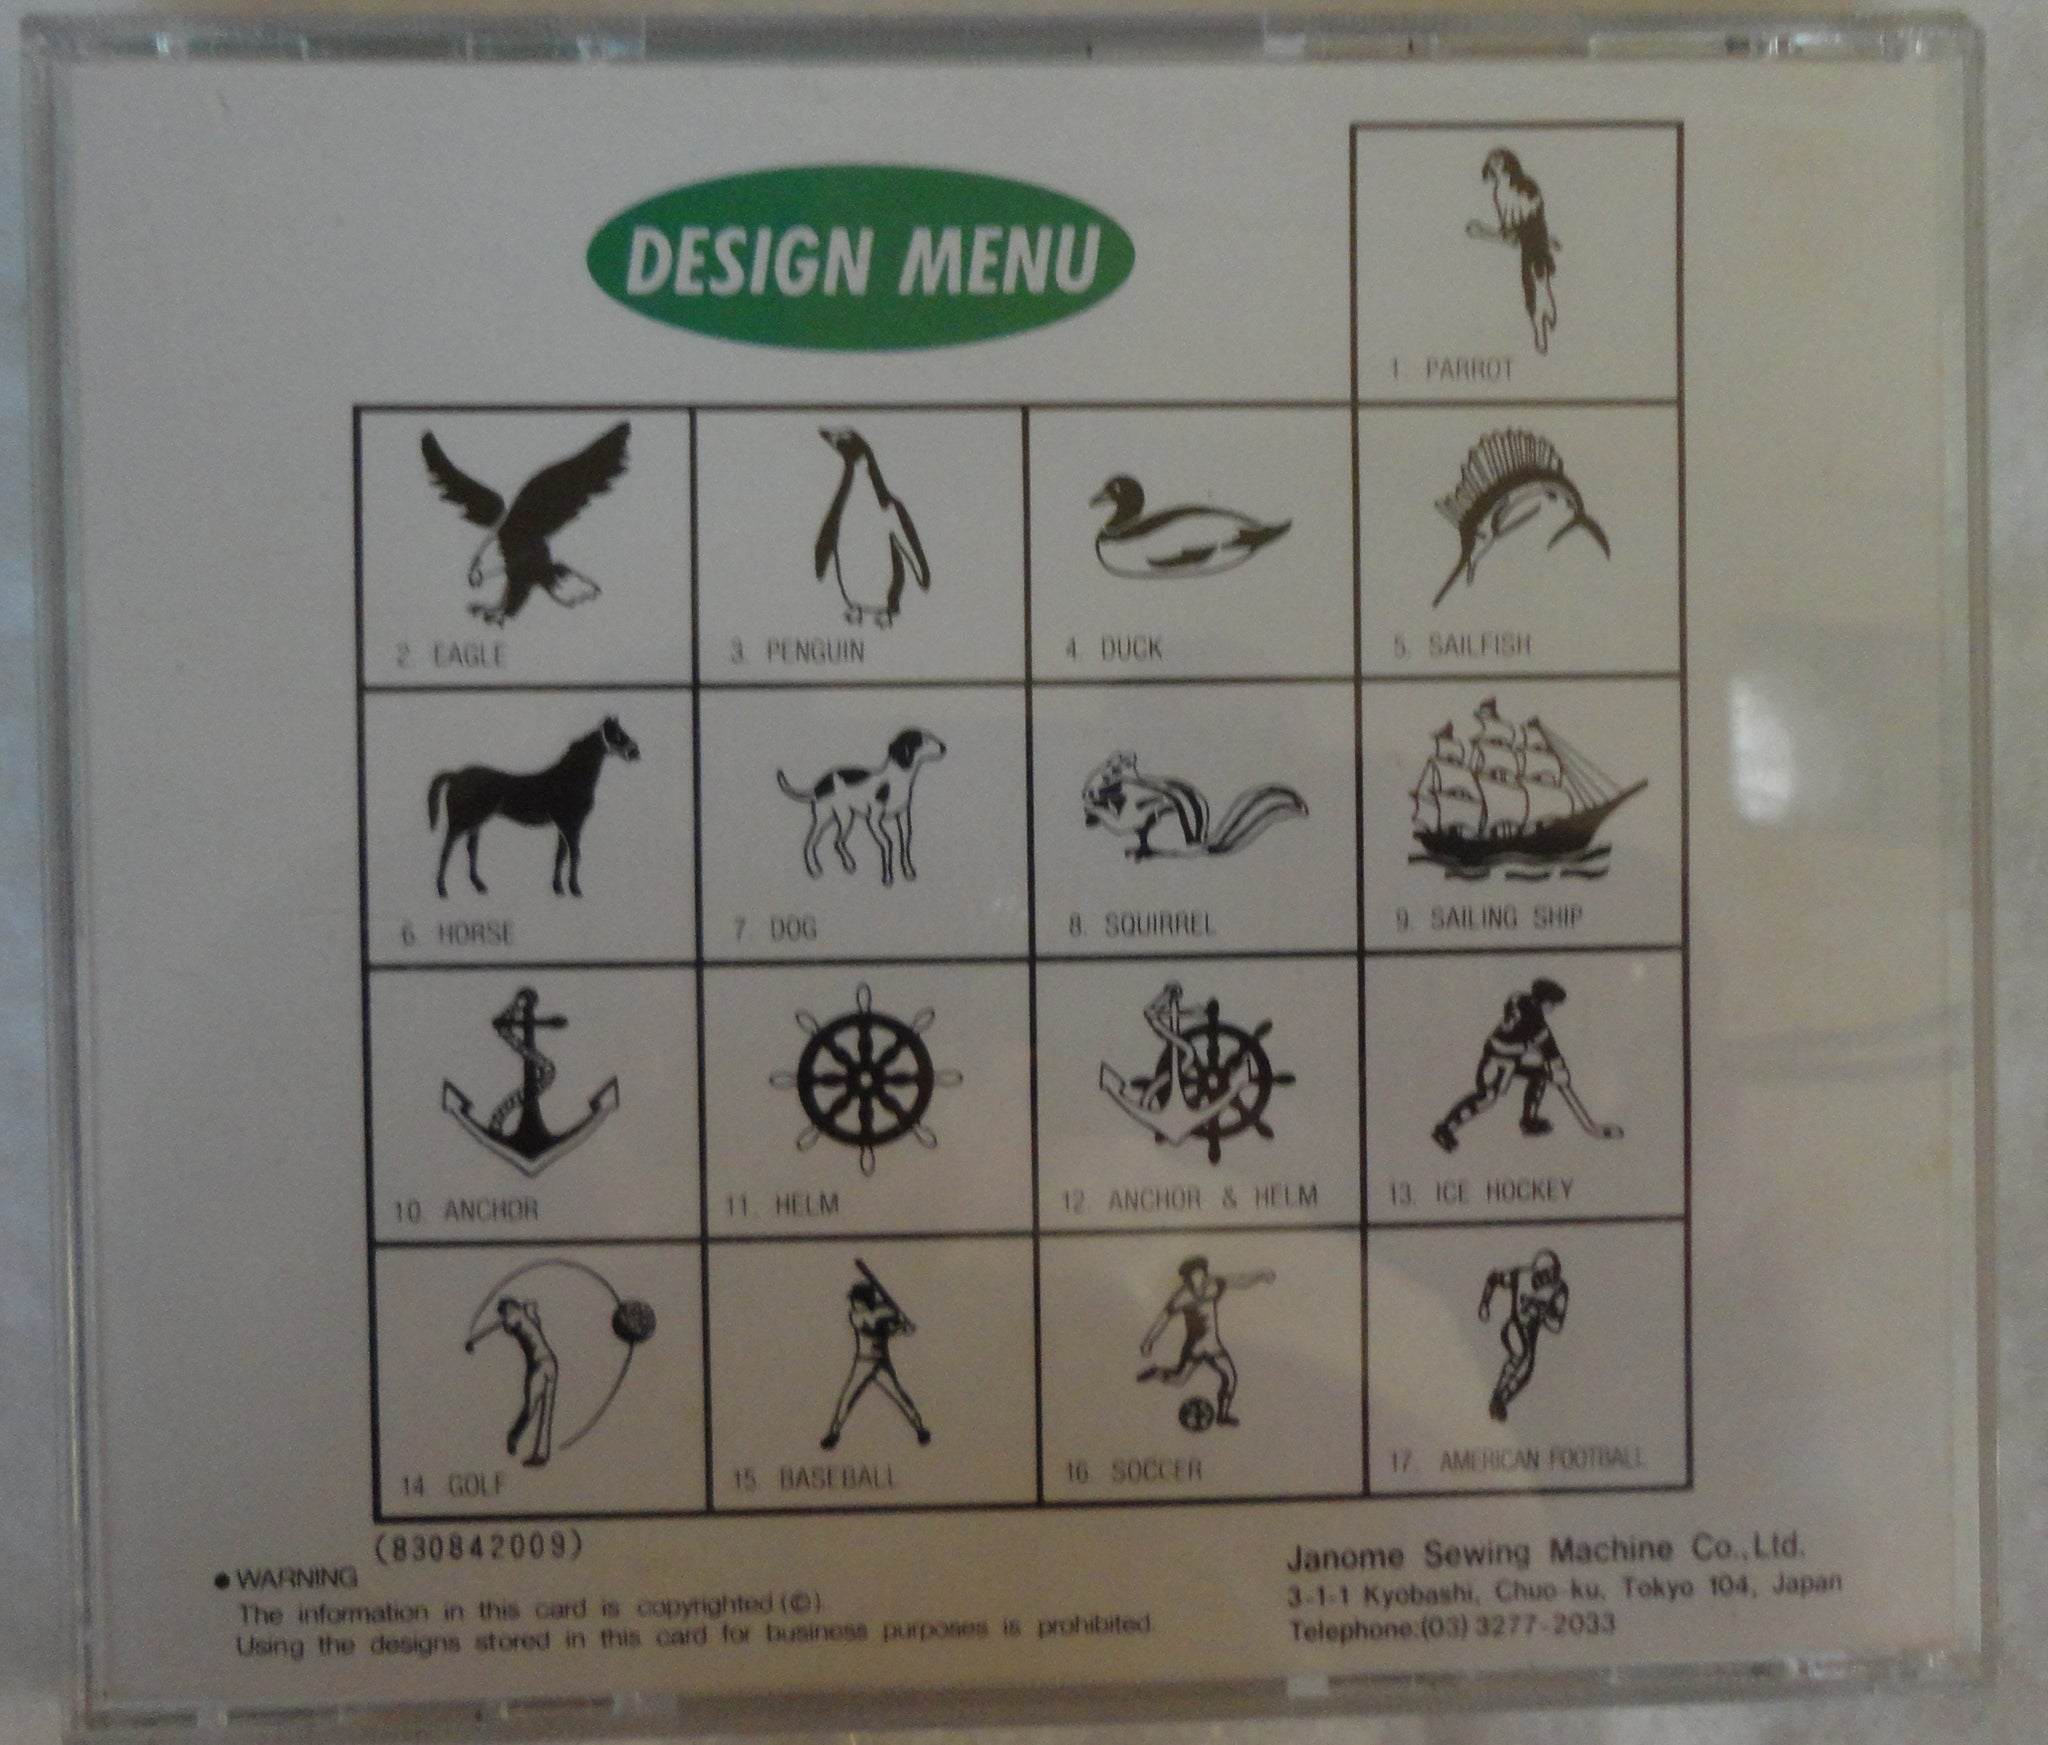 DESIGN MENU
1. PARROT
2. EAGLE
3. PENGUIN
4. DUCK
5. SAILFISH
6. HORSE
7. DOG
8. SQUIRREL
9. SAILING SHIP
10. ANCHOR
11. HELM
12. ANCHOR & HELM
13. ICE HOCKEY
14. GOLF
15. BASEBALL
16. SOCCER
17. AMERICAN FOOTBALL
(830842009)
● WARNING
The information in this card is copyrighted (©).
Using the designs stored in this card for business purposes is prohibited.
Janome Sewing Machine Co.,Ltd.
3-1-1 Kyobashi, Chuo-ku, Tokyo 104, Japan
Telephone:(03) 3277-2033